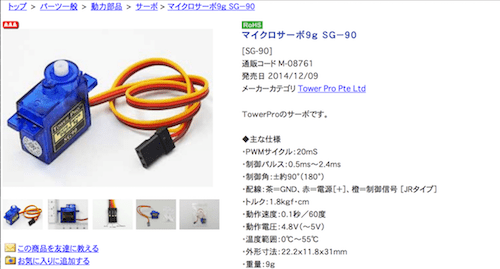 トップ > パーツ一般 > 動力部品 > サーボ > マイクロサーボ9g SG-90
AAA
RoHS
マイクロサーボ9g SG-90
[SG-90]
通販コード M-08761
発売日 2014/12/09
メーカーカテゴリ Tower Pro Pte Ltd
TowerProのサーボです。
◆主な仕様
・PWMサイクル:20mS
・制御パルス:0.5ms~2.4ms
・制御角:±約90°(180°)
・配線:茶=GND、赤=電源[+]、橙=制御信号 [JRタイプ]
・トルク:1.8kgf・cm
・動作速度:0.1秒/60度
・動作電圧:4.8V(~5V)
・温度範囲:0℃~55℃
・外形寸法:22.2x11.8x31mm
・重量:9g
Tower Pro
SG-90
この商品を友達に教える
お気に入りに追加する